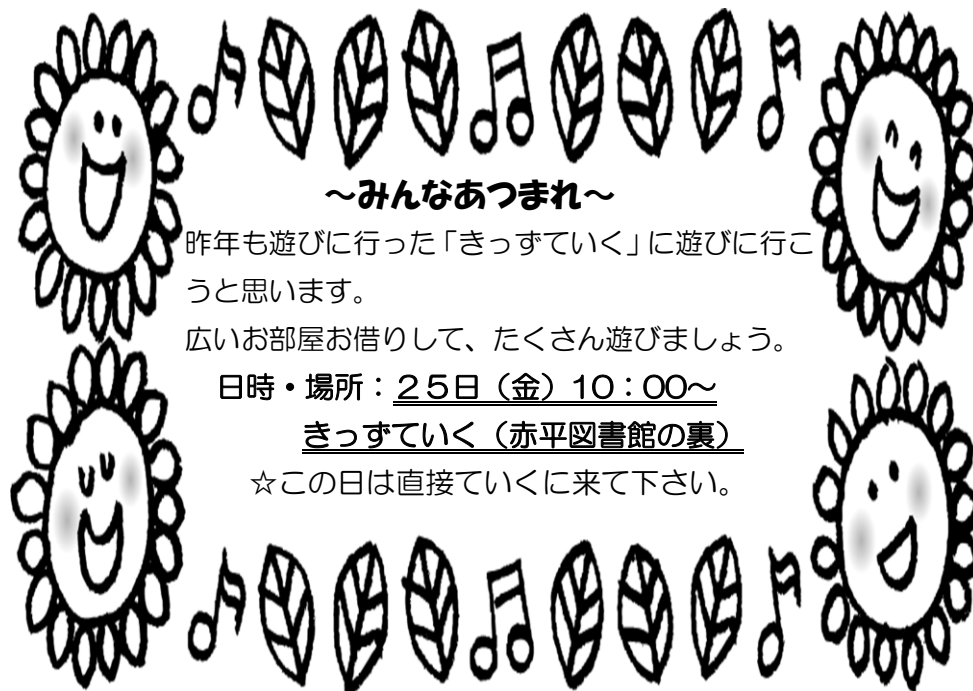 ～みんなあつまれ～
昨年も遊びに行った「きっずていく」に遊びに行こ
うと思います。
広いお部屋お借りして、たくさん遊びましょう。
日時・場所：２５日（金）１０：００～
きっずていく（赤平図書館の裏）
☆この日は直接ていくに来て下さい。